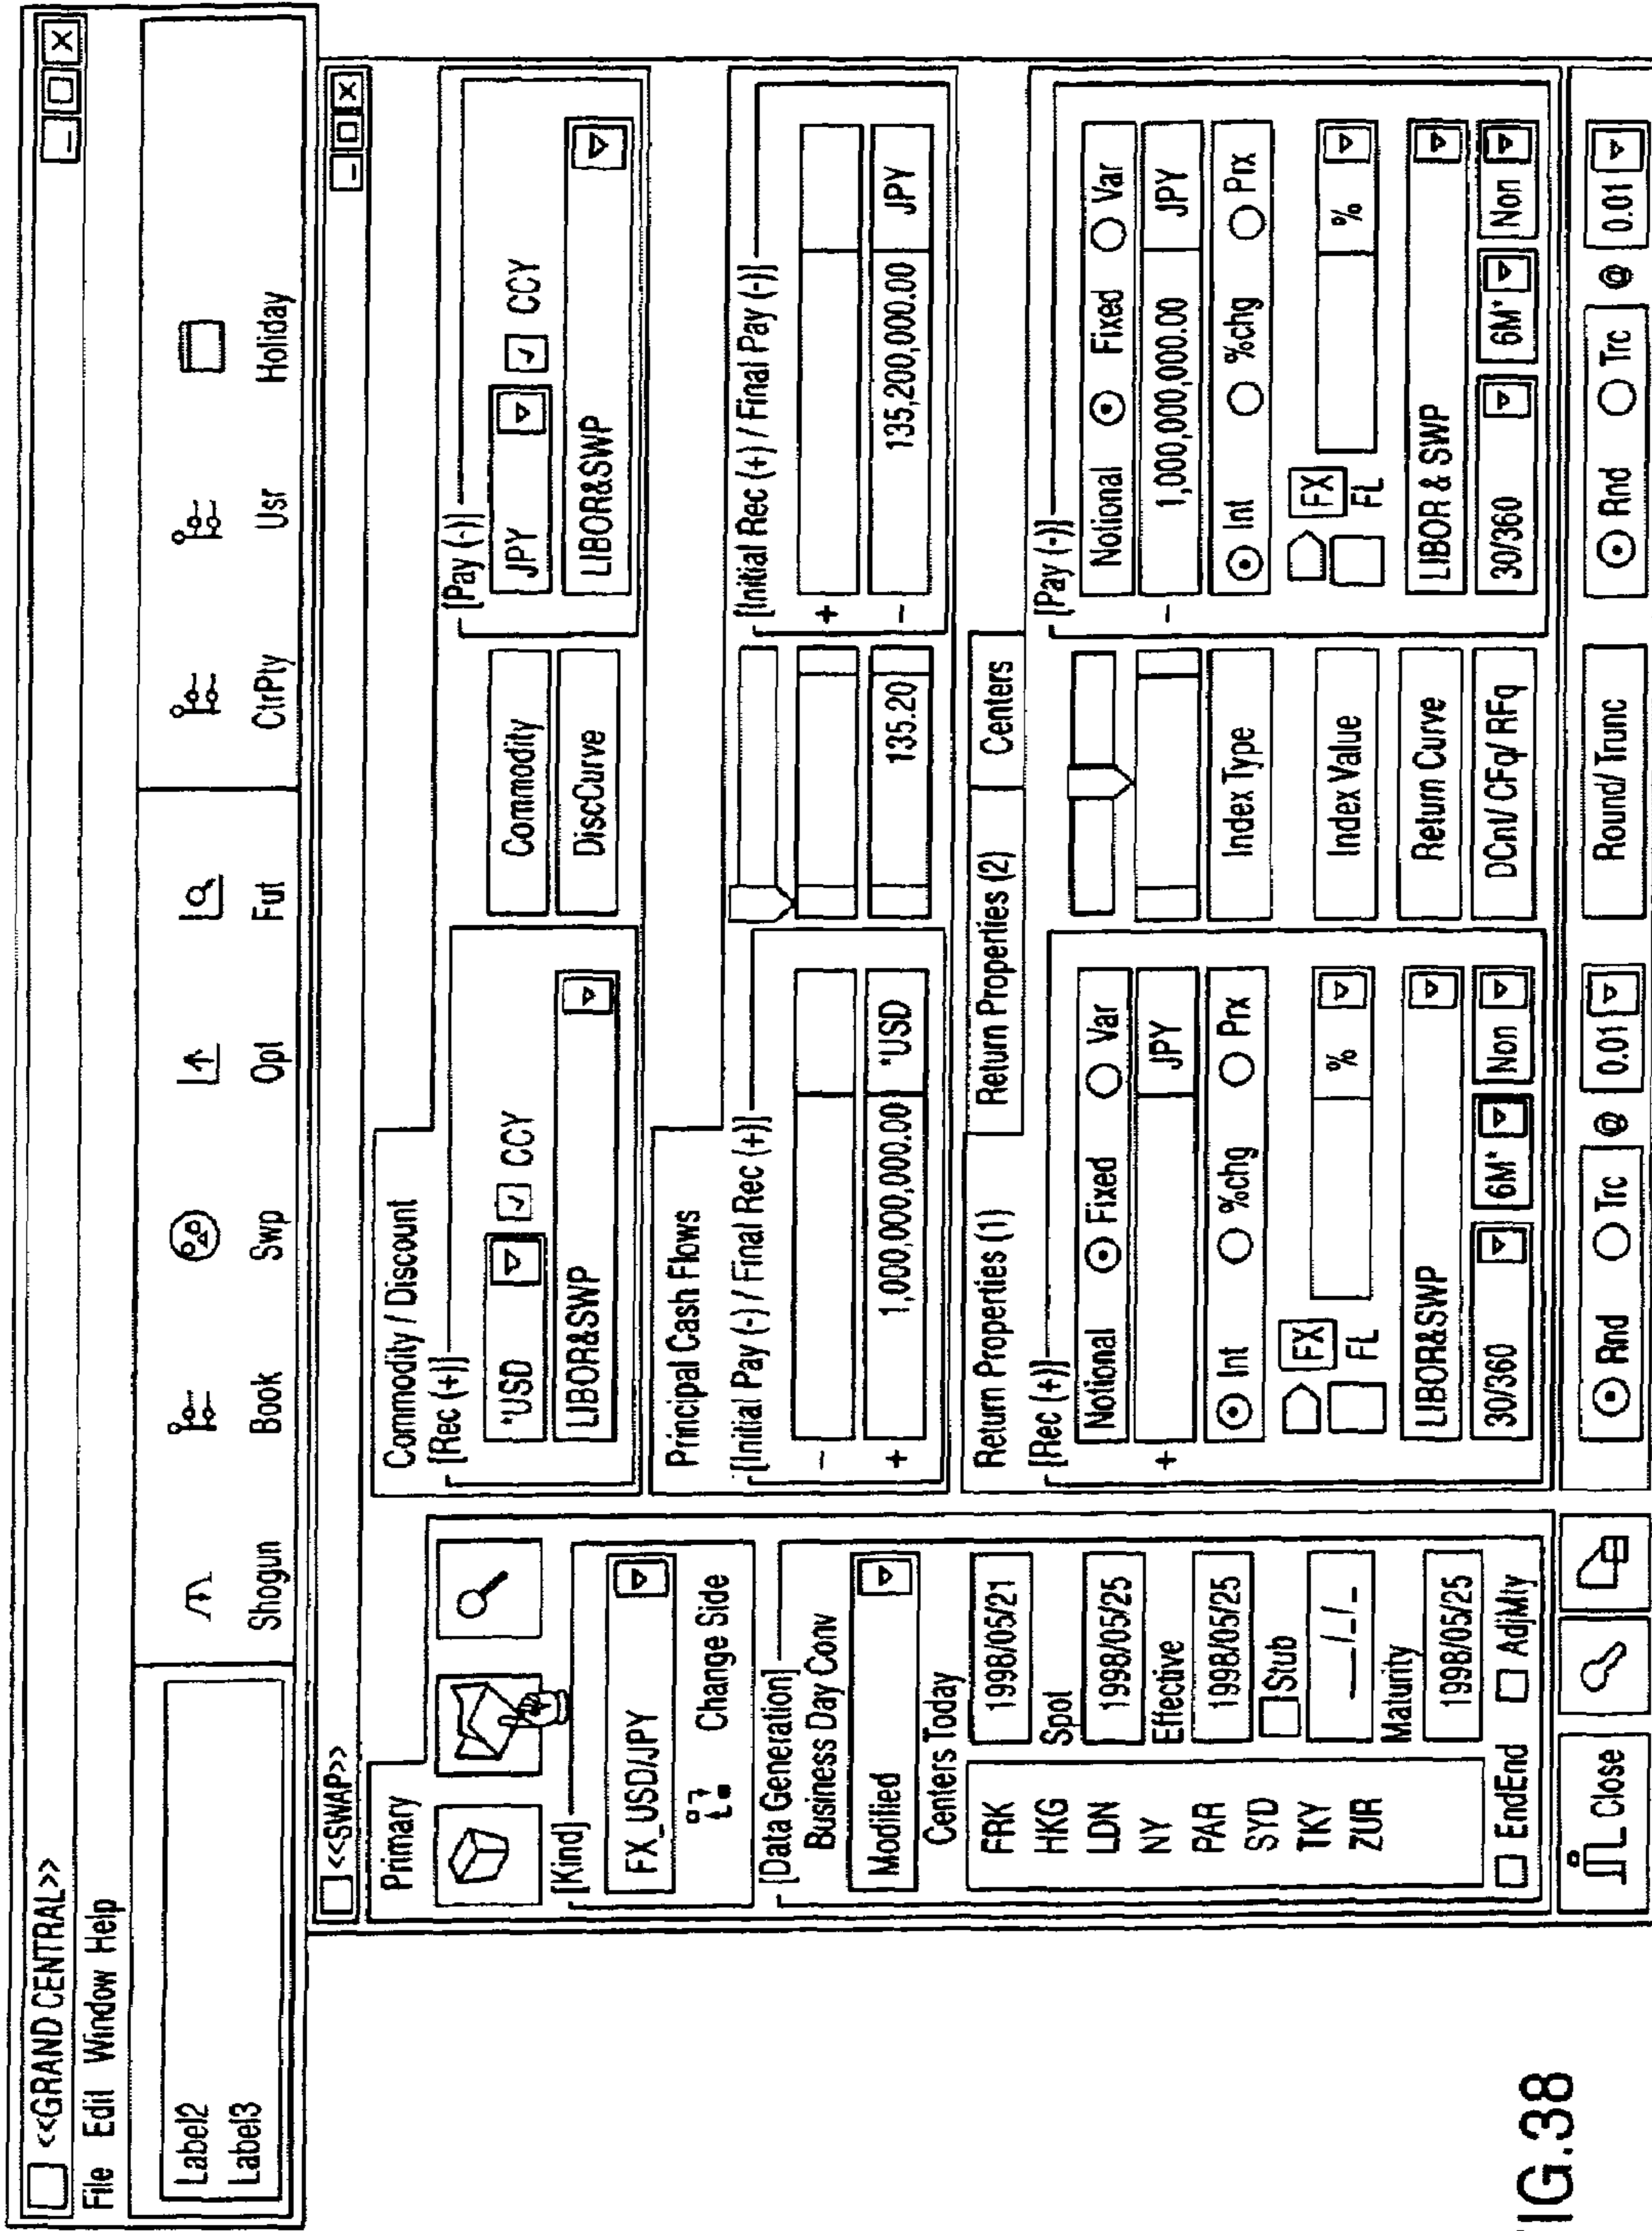 <<GRAND CENTRAL>>
File Edit Window Help
Label2
Label3
Shogun Book Swp Opt Fut CtrPty Usr Holiday
<<SWAP>>
Primary
[Kind]
FX_USD/JPY
Change Side
[Data Generation]
Business Day Conv
Modified
Centers Today
FRK
HKG
LDN
NY
PAR
SYD
TKY
ZUR
1998/05/21
Spot
1998/05/25
Effective
1998/05/25
Stub
__/_/_
Maturity
1998/05/25
EndEnd AdjMty
Close
Commodity / Discount
[Rec (+)]
*USD CCY
LIBOR&SWP
Commodity
DiscCurve
[Pay (-)]
JPY CCY
LIBOR&SWP
Principal Cash Flows
[Initial Pay (-) / Final Rec (+)]
-
+ 1,000,000,000.00 *USD
135.20
[Initial Rec (+) / Final Pay (-)]
+
- 135,200,000.00 JPY
Return Properties (1) Return Properties (2) Centers
[Rec (+)]
Notional Fixed Var
+ JPY
Int %chg Prx
FX
FL
%
LIBOR&SWP
30/360 6M* Non
Index Type
Index Value
Return Curve
DCnt/ CFq/ RFq
[Pay (-)]
Notional Fixed Var
- 1,000,000,000.00 JPY
Int %chg Prx
FX
FL
%
LIBOR & SWP
30/360 6M* Non
Rnd Trc @ 0.01 Round/ Trunc Rnd Trc @ 0.01
FIG.38